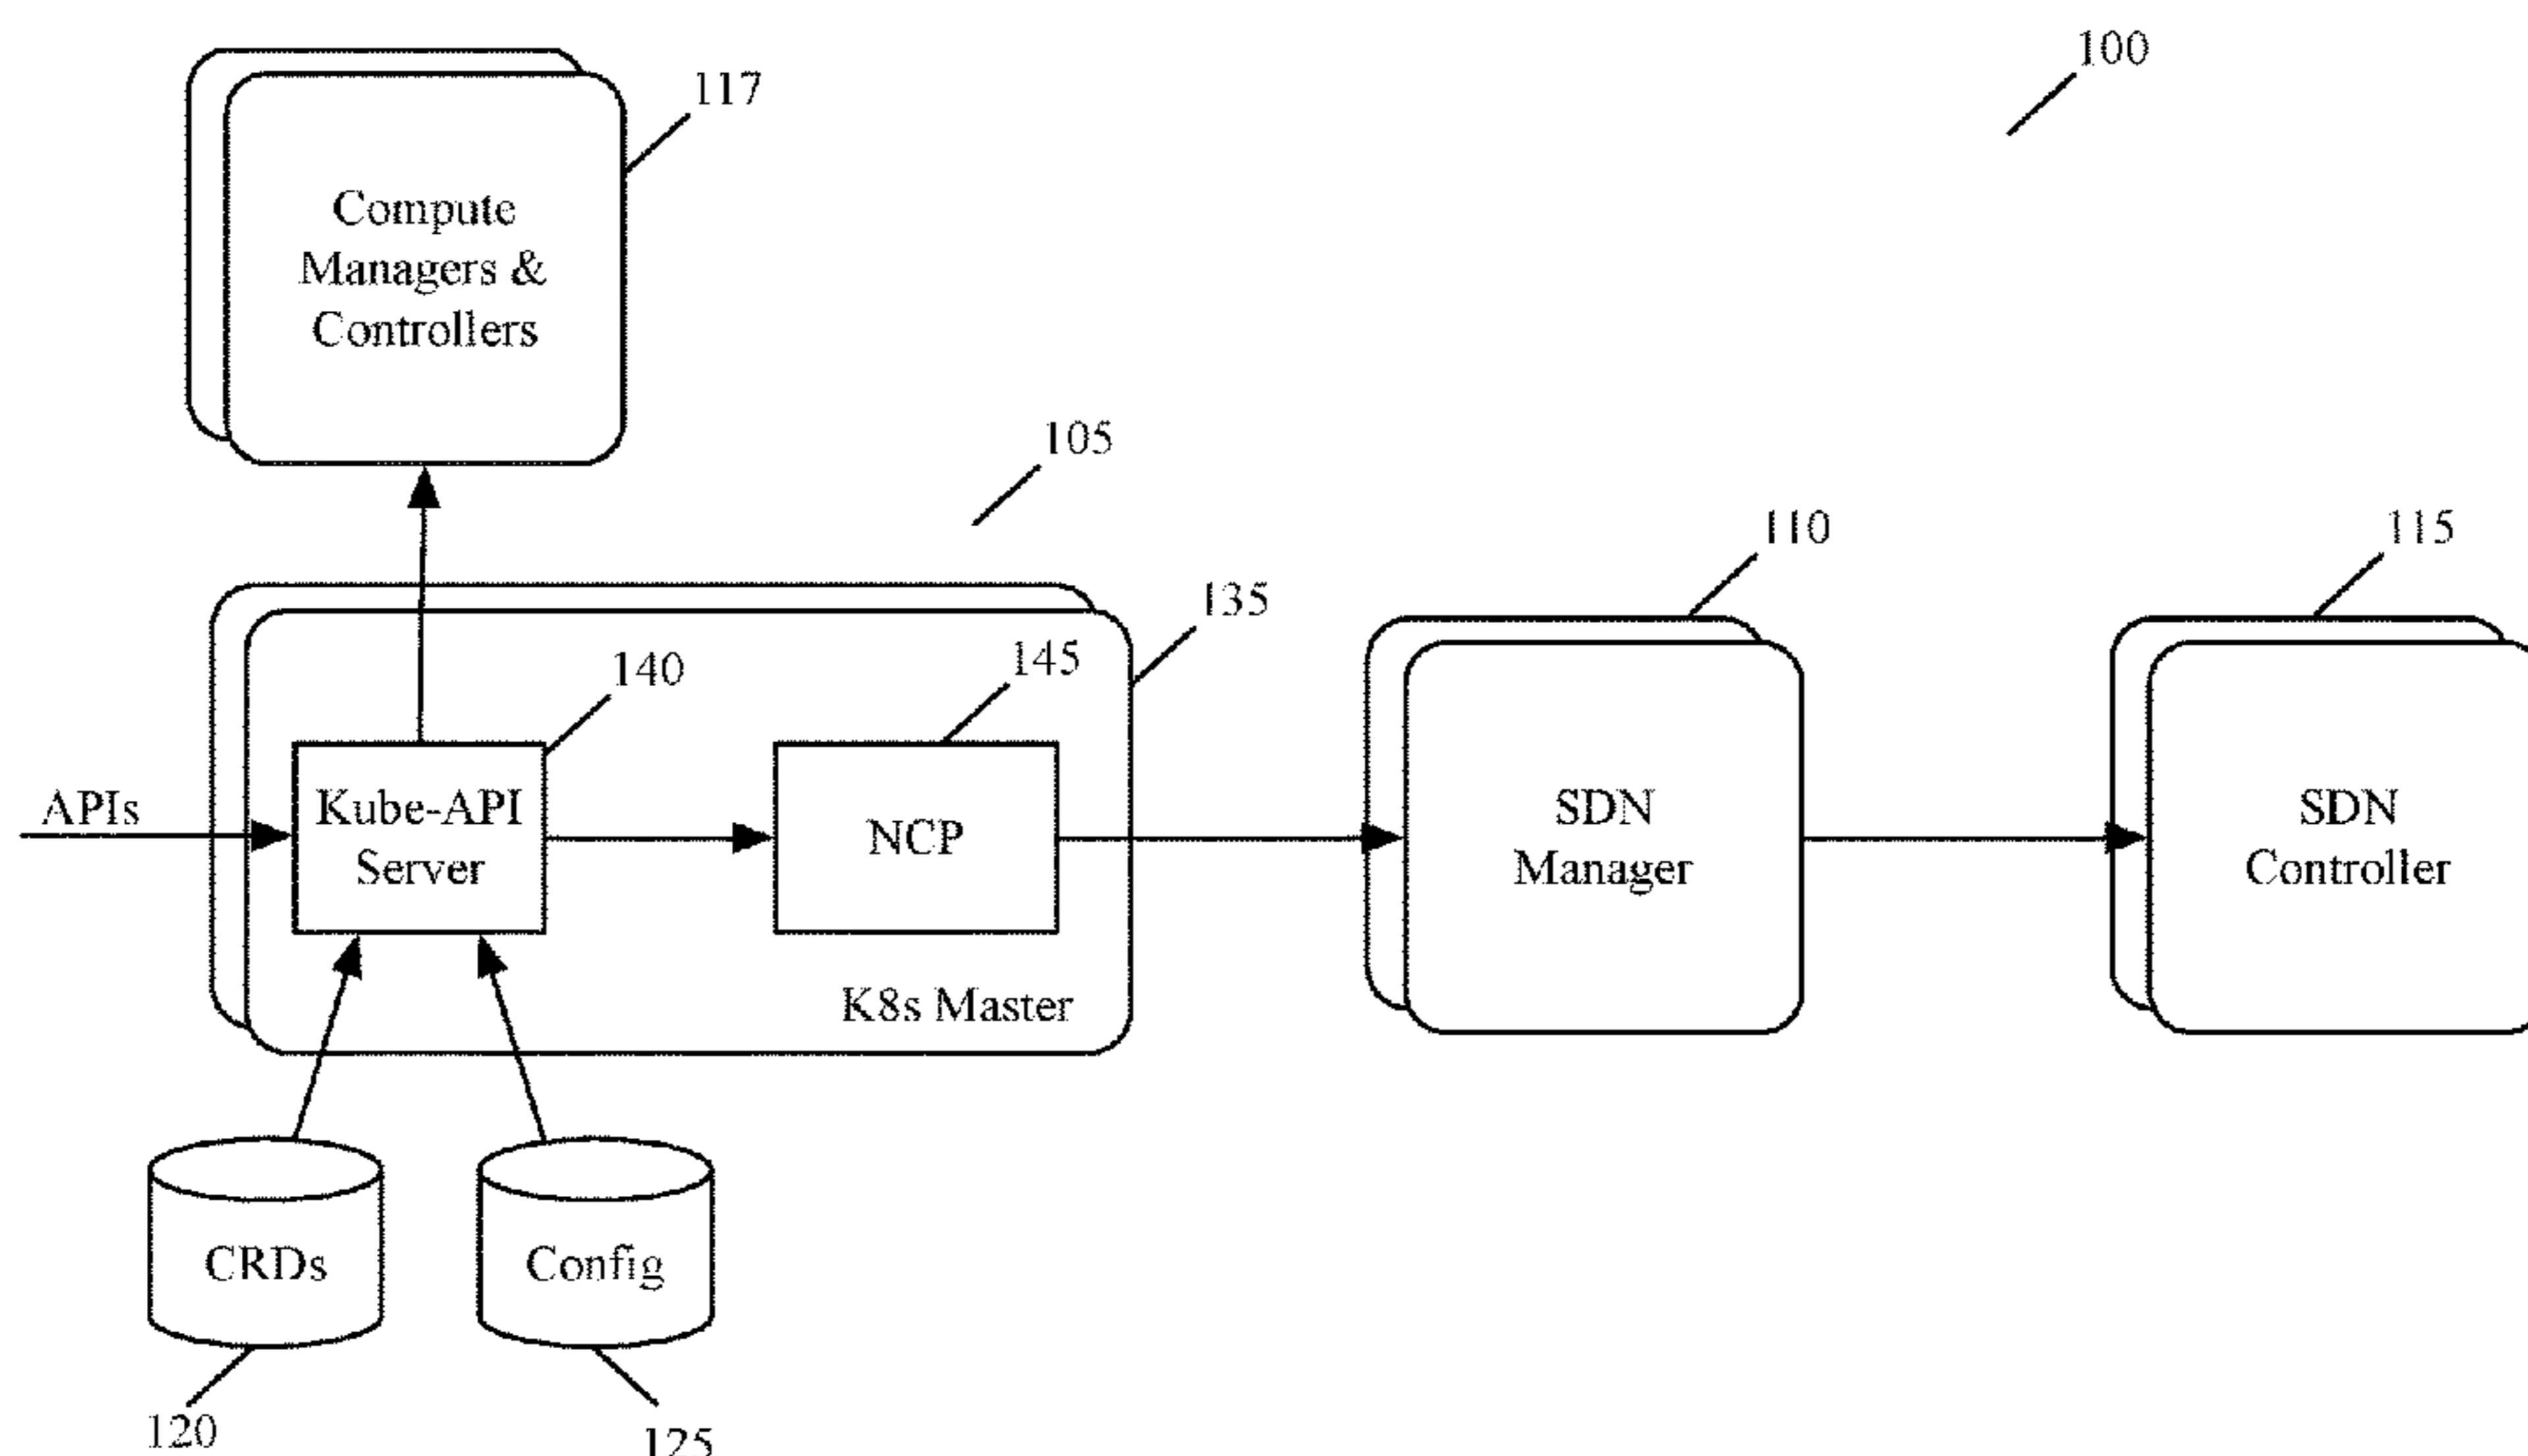 100
117
Compute
Managers &
Controllers
105
110
115
135
140
145
APIs
Kube-API
Server
NCP
SDN
Manager
SDN
Controller
K8s Master
CRDs
Config
120
125